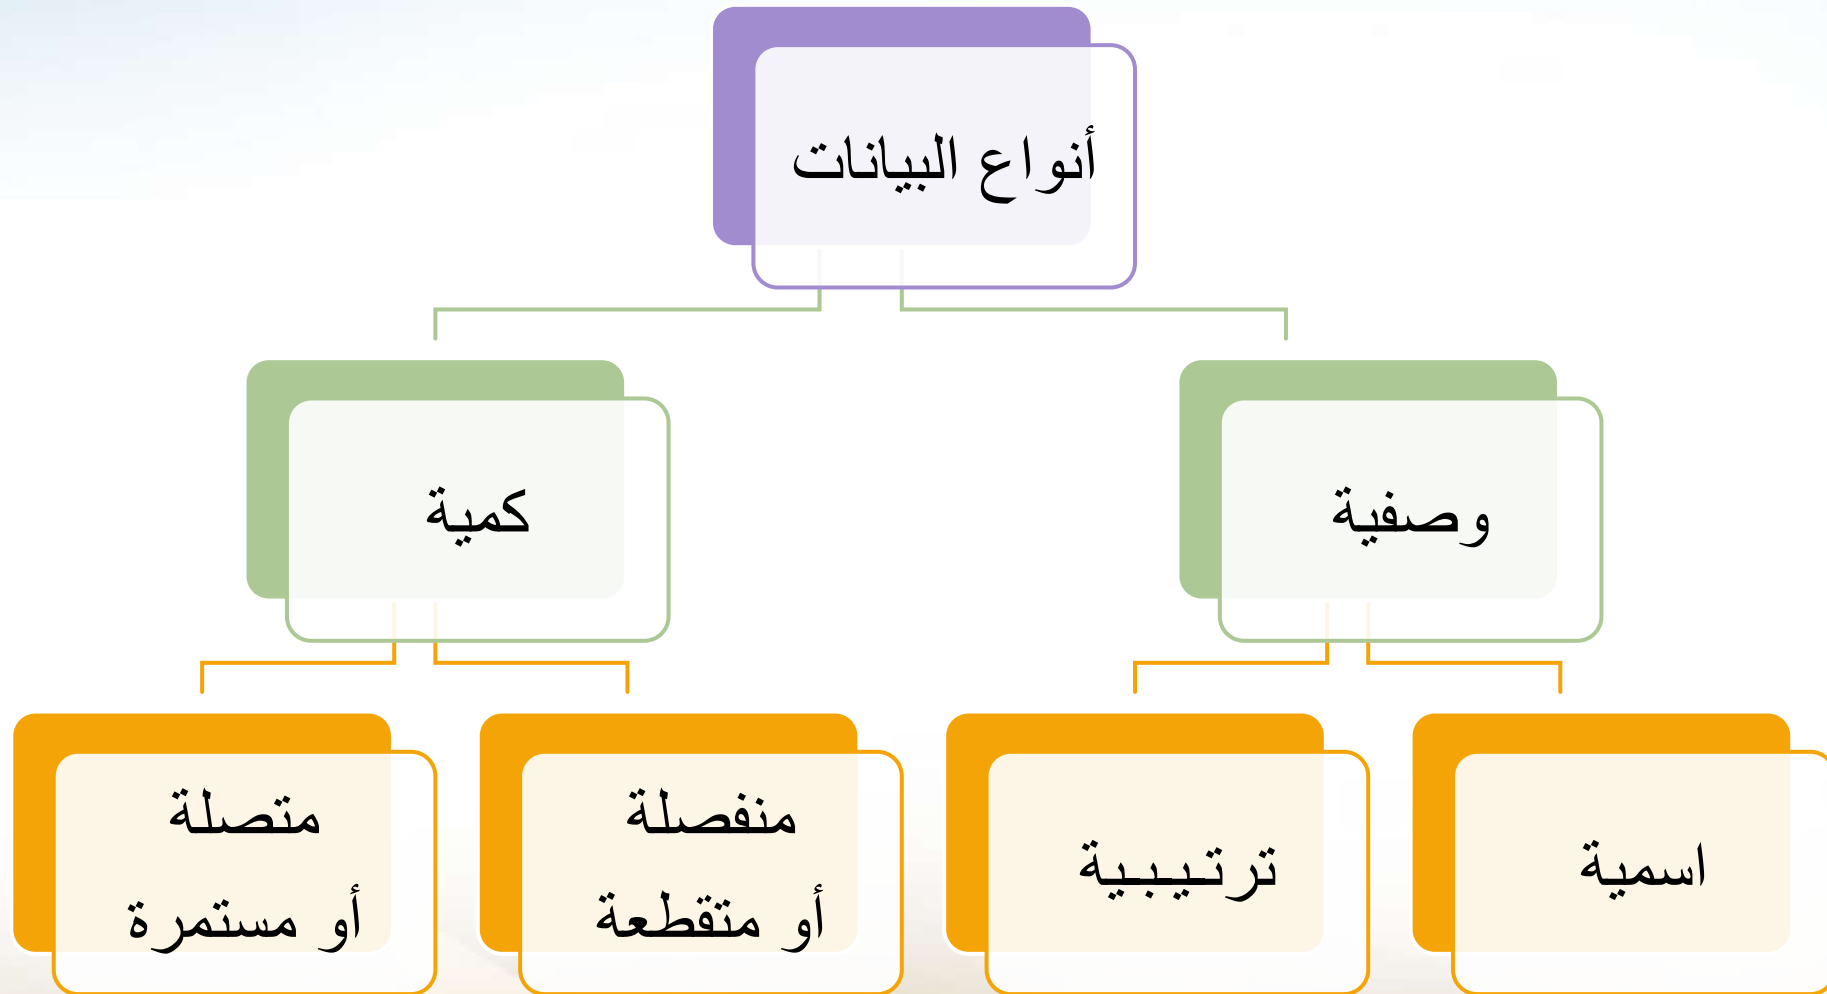 أنواع البيانات
وصفية
كمية
اسمية
ترتيبية
منفصلة
أو متقطعة
متصلة
أو مستمرة